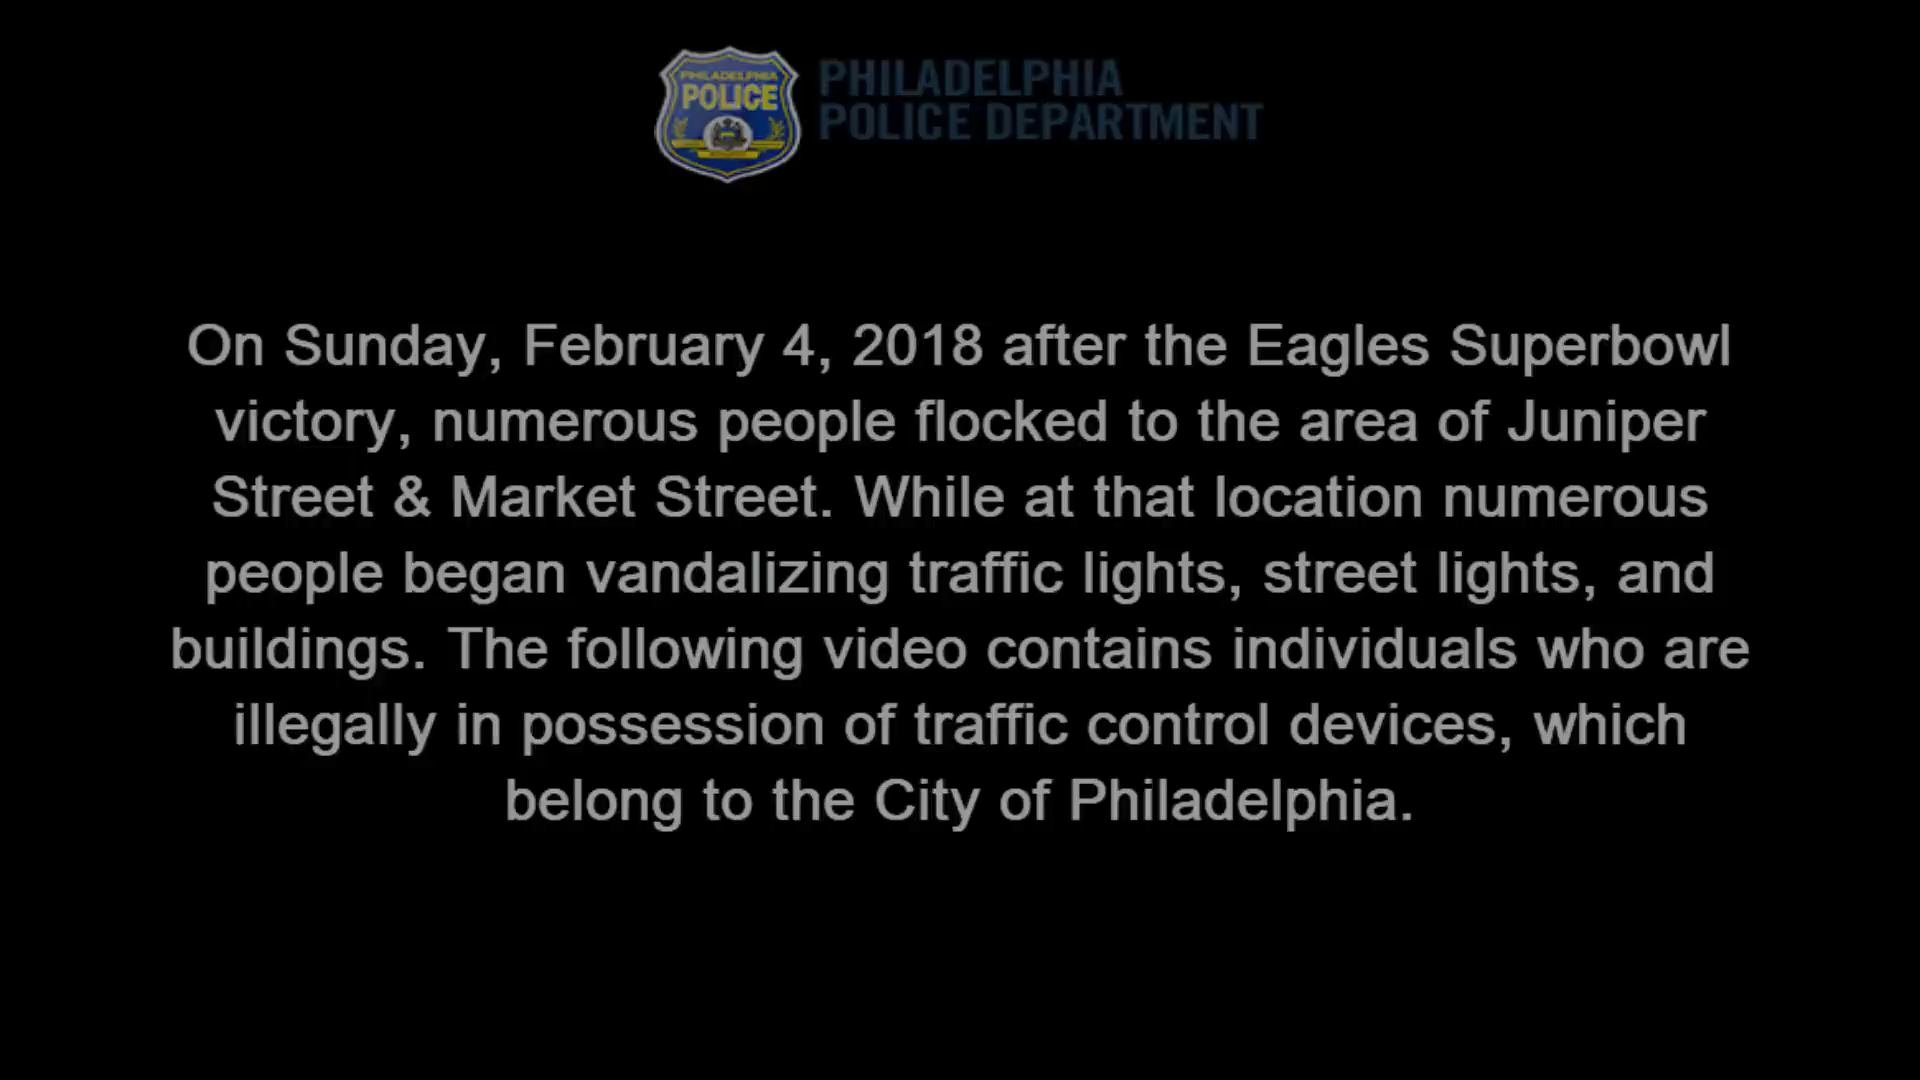 PHILADELPHIA
POLICE
PHILADELPHIA
POLICE DEPARTMENT
On Sunday, February 4, 2018 after the Eagles Superbowl
victory, numerous people flocked to the area of Juniper
Street & Market Street. While at that location numerous
people began vandalizing traffic lights, street lights, and
buildings. The following video contains individuals who are
illegally in possession of traffic control devices, which
belong to the City of Philadelphia.